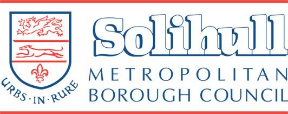 Solihull
METROPOLITAN
BOROUGH COUNCIL
URBS·IN·RURE